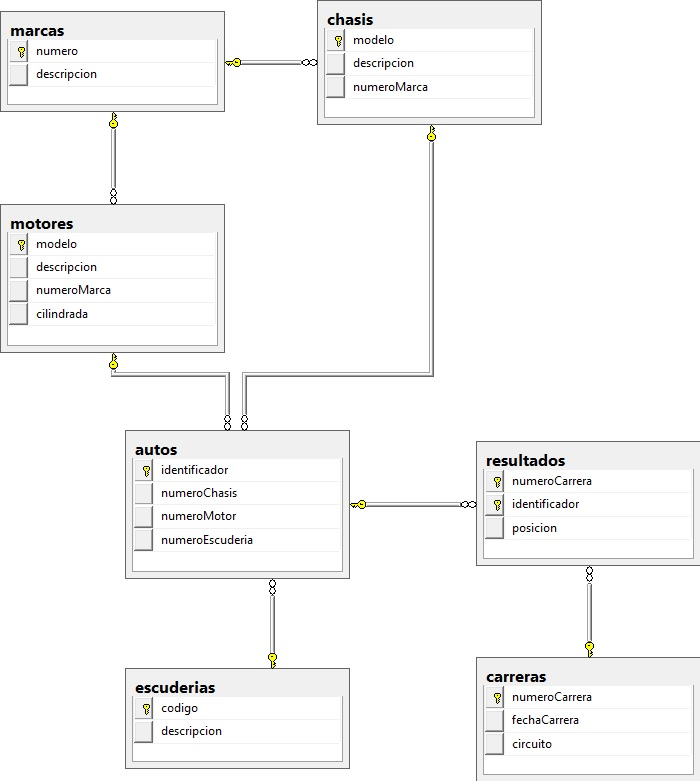 marcas
numero
descripcion
chasis
modelo
descripcion
numeroMarca
motores
modelo
descripcion
numeroMarca
cilindrada
autos
identificador
numeroChasis
numeroMotor
numeroEscuderia
resultados
numeroCarrera
identificador
posicion
escuderias
codigo
descripcion
carreras
numeroCarrera
fechaCarrera
circuito